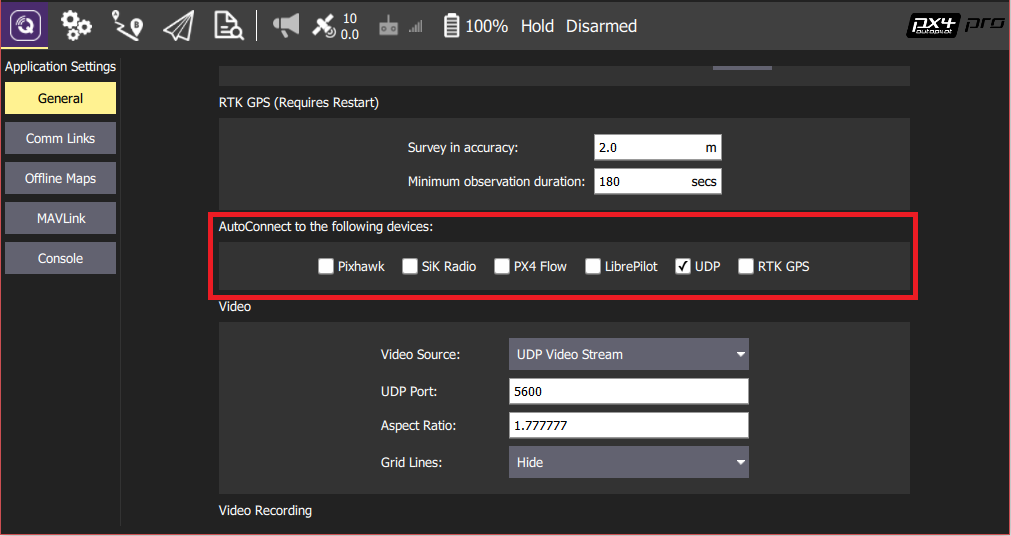 10
0.0
100% Hold Disarmed
px4 pro
autopilot
Application Settings
General
Comm Links
Offline Maps
MAVLink
Console
RTK GPS (Requires Restart)
Survey in accuracy: 2.0 m
Minimum observation duration: 180 secs
AutoConnect to the following devices:
Pixhawk SiK Radio PX4 Flow LibrePilot UDP RTK GPS
Video
Video Source: UDP Video Stream
UDP Port: 5600
Aspect Ratio: 1.777777
Grid Lines: Hide
Video Recording